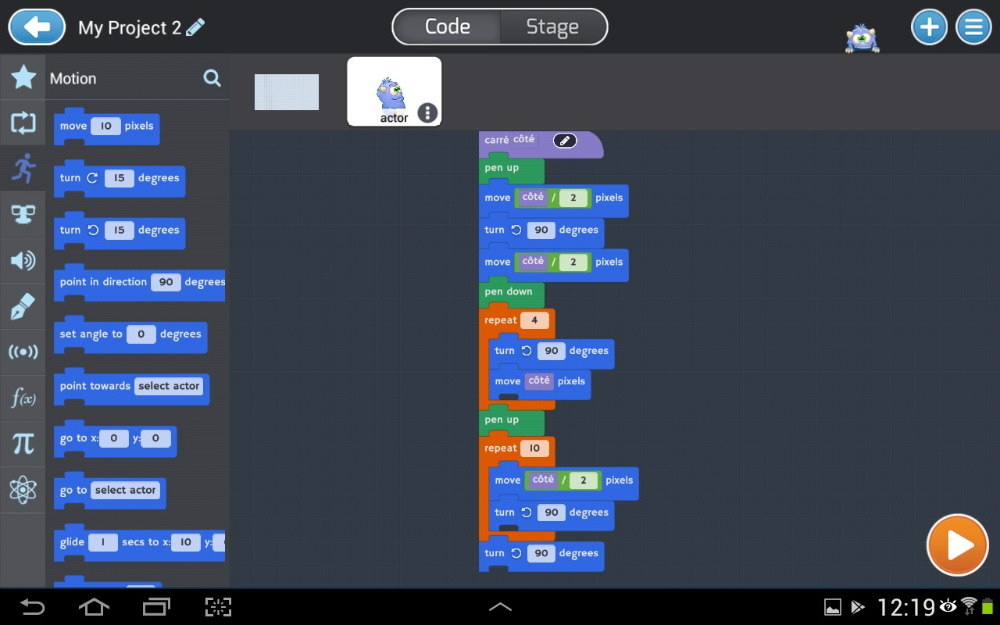 My Project 2
Code
Stage
Motion
actor
move 10 pixels
turn 15 degrees
turn 15 degrees
point in direction 90 degrees
set angle to 0 degrees
point towards select actor
go to x: 0 y: 0
go to select actor
glide 1 secs to x: 10 y:
f(x)
π
carré côté
pen up
move côté / 2 pixels
turn 90 degrees
move côté / 2 pixels
pen down
repeat 4
turn 90 degrees
move côté pixels
pen up
repeat 10
move côté / 2 pixels
turn 90 degrees
turn 90 degrees
12:19